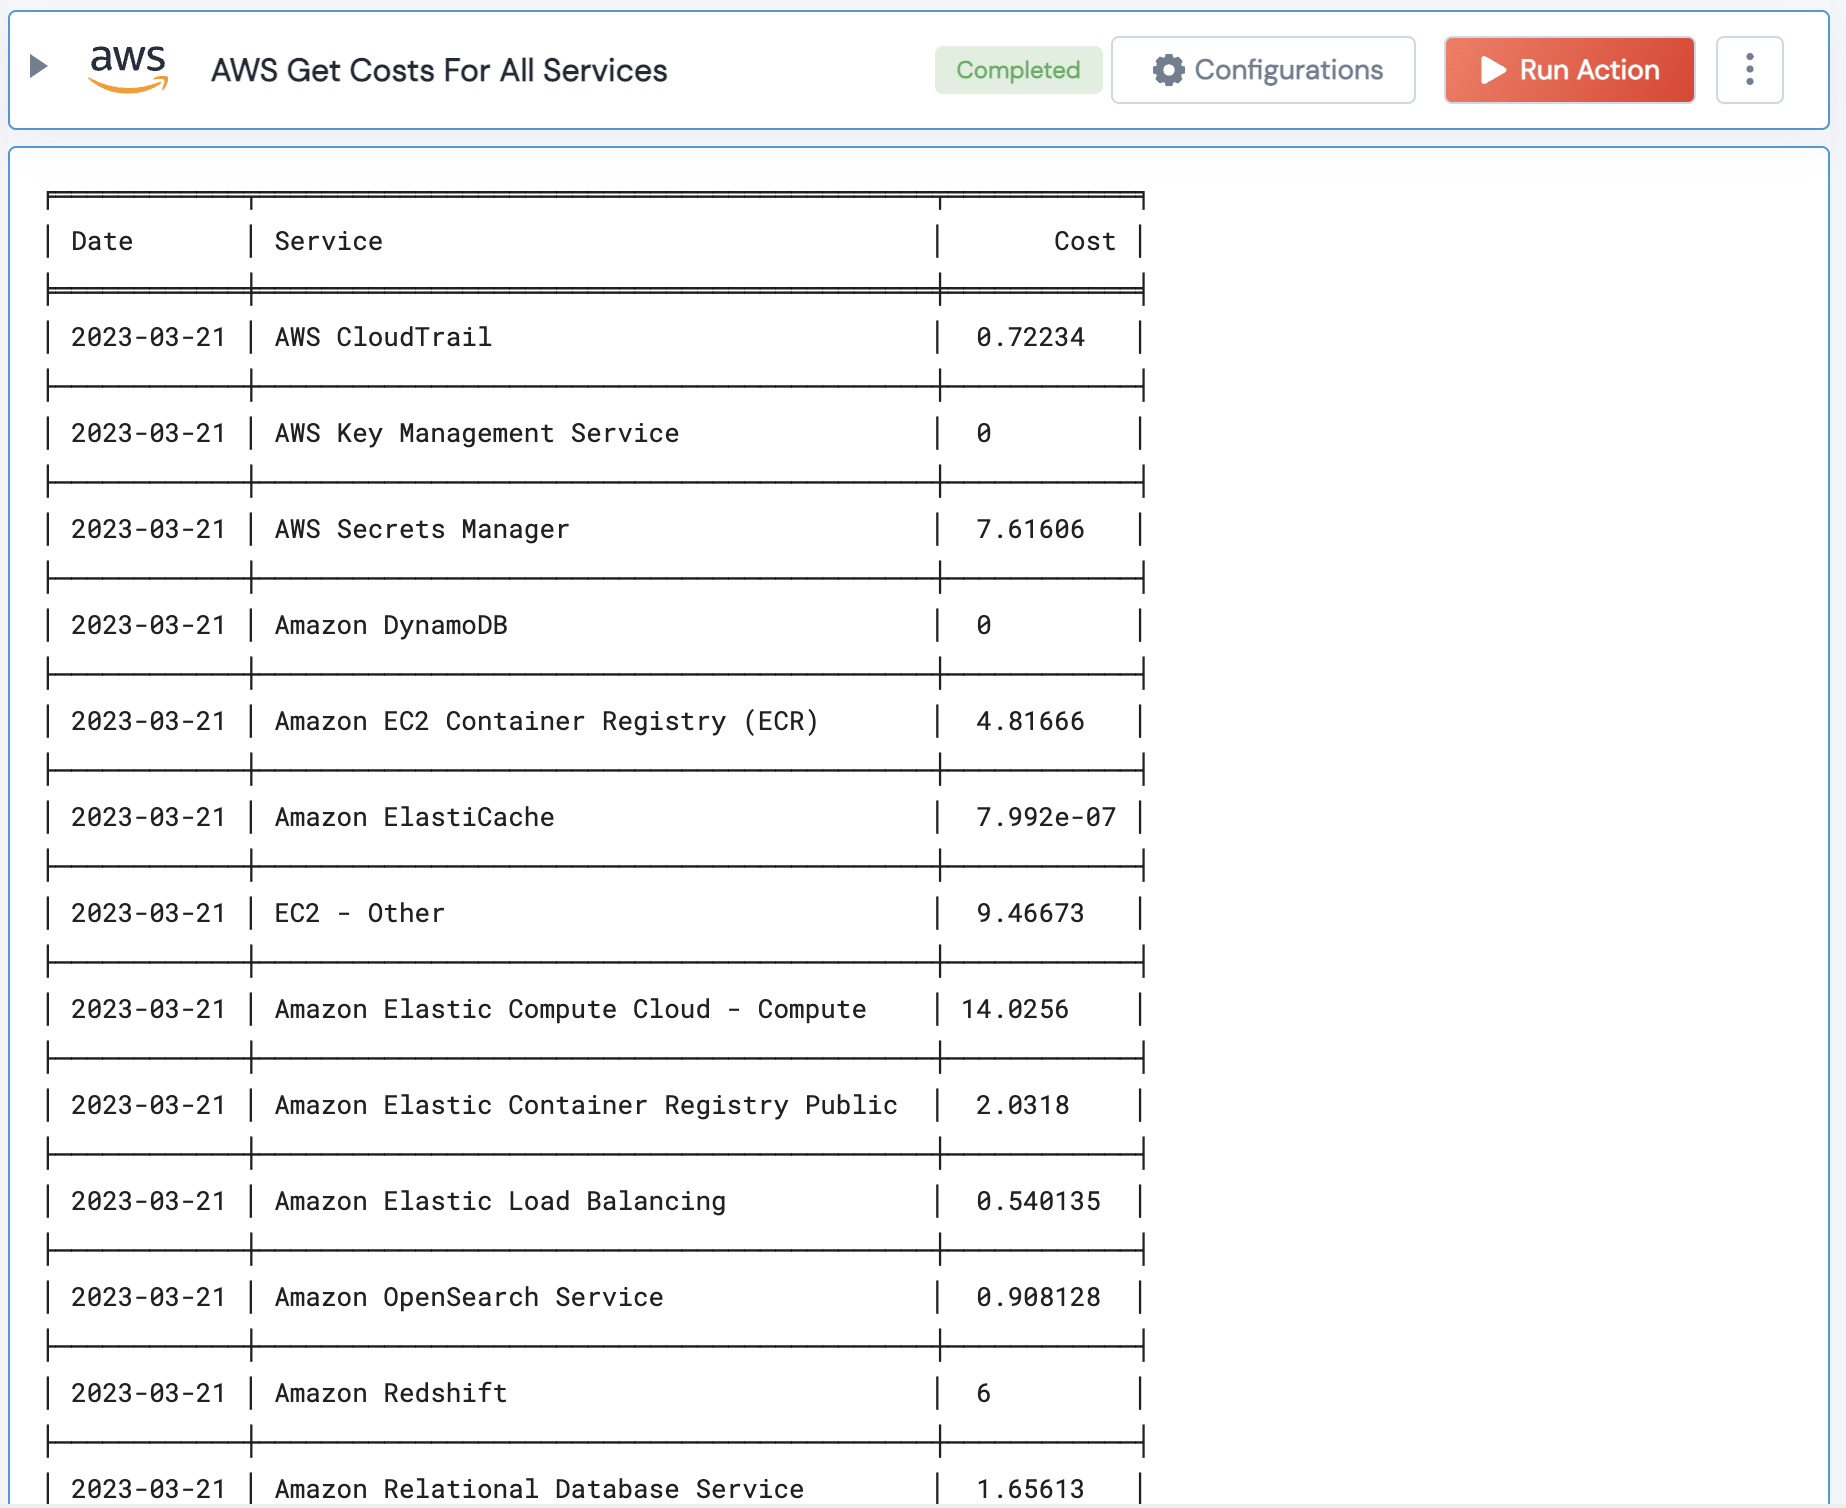 aws AWS Get Costs For All Services Completed Configurations Run Action
Date Service Cost
2023-03-21 AWS CloudTrail 0.72234
2023-03-21 AWS Key Management Service 0
2023-03-21 AWS Secrets Manager 7.61606
2023-03-21 Amazon DynamoDB 0
2023-03-21 Amazon EC2 Container Registry (ECR) 4.81666
2023-03-21 Amazon ElastiCache 7.992e-07
2023-03-21 EC2 - Other 9.46673
2023-03-21 Amazon Elastic Compute Cloud - Compute 14.0256
2023-03-21 Amazon Elastic Container Registry Public 2.0318
2023-03-21 Amazon Elastic Load Balancing 0.540135
2023-03-21 Amazon OpenSearch Service 0.908128
2023-03-21 Amazon Redshift 6
2023-03-21 Amazon Relational Database Service 1.65613